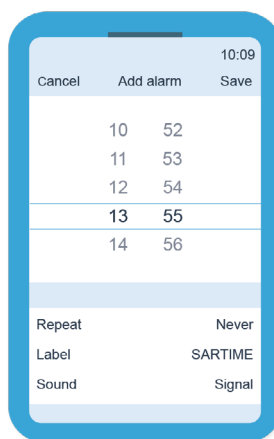 10:09
Cancel Add alarm Save
10 52
11 53
12 54
13 55
14 56
Repeat Never
Label SARTIME
Sound Signal